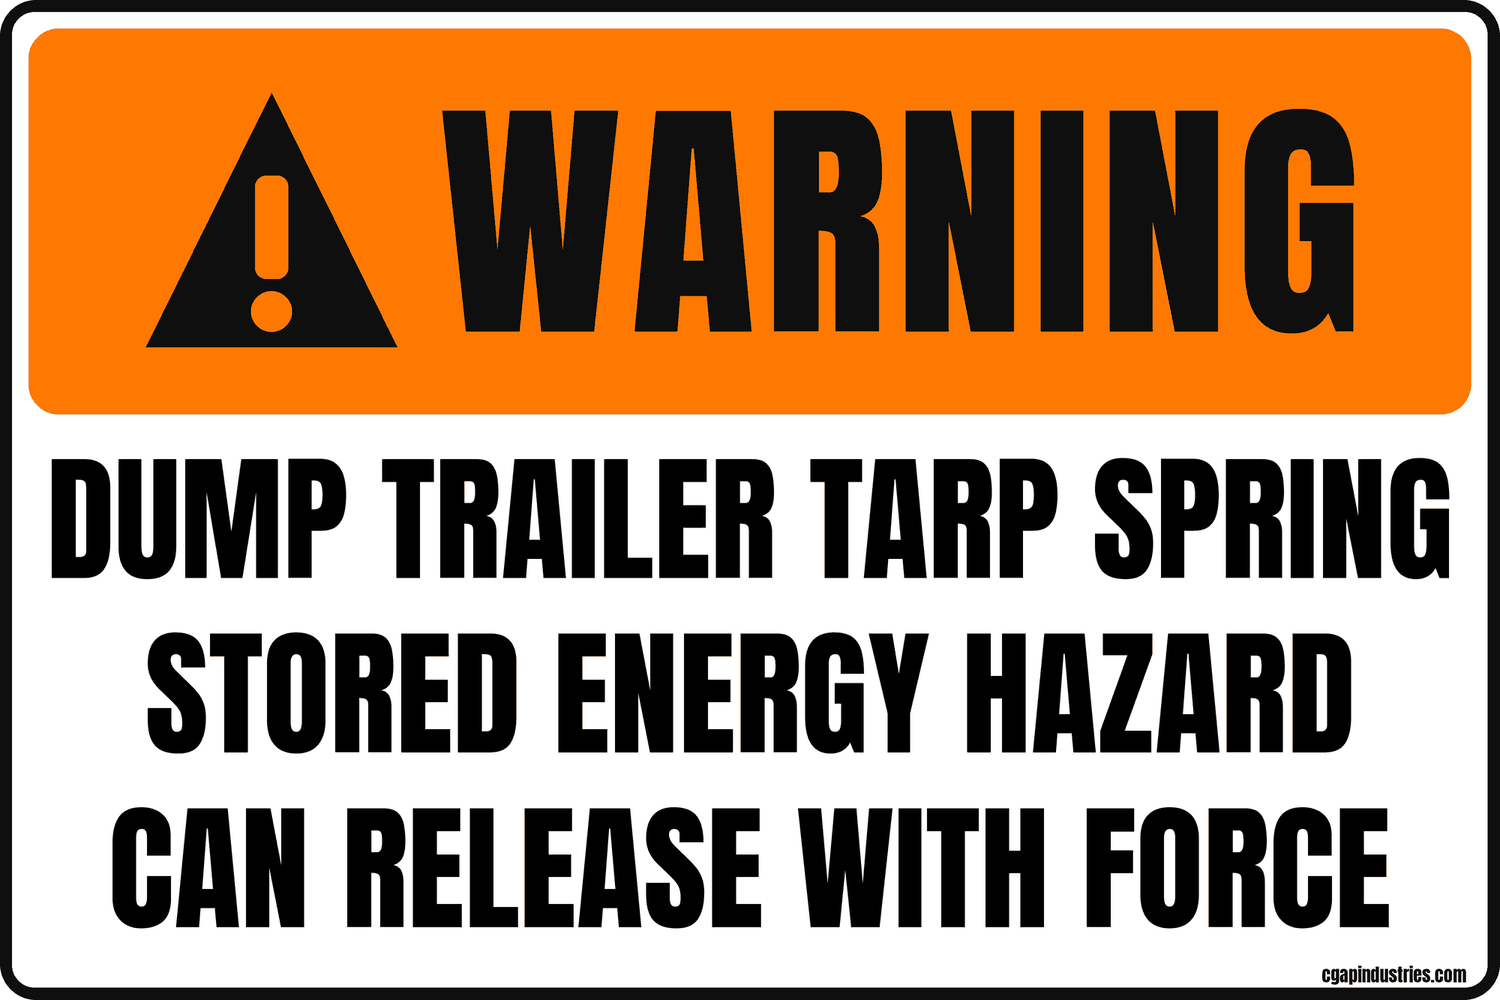 WARNING
DUMP TRAILER TARP SPRING
STORED ENERGY HAZARD
CAN RELEASE WITH FORCE
cgapindustries.com